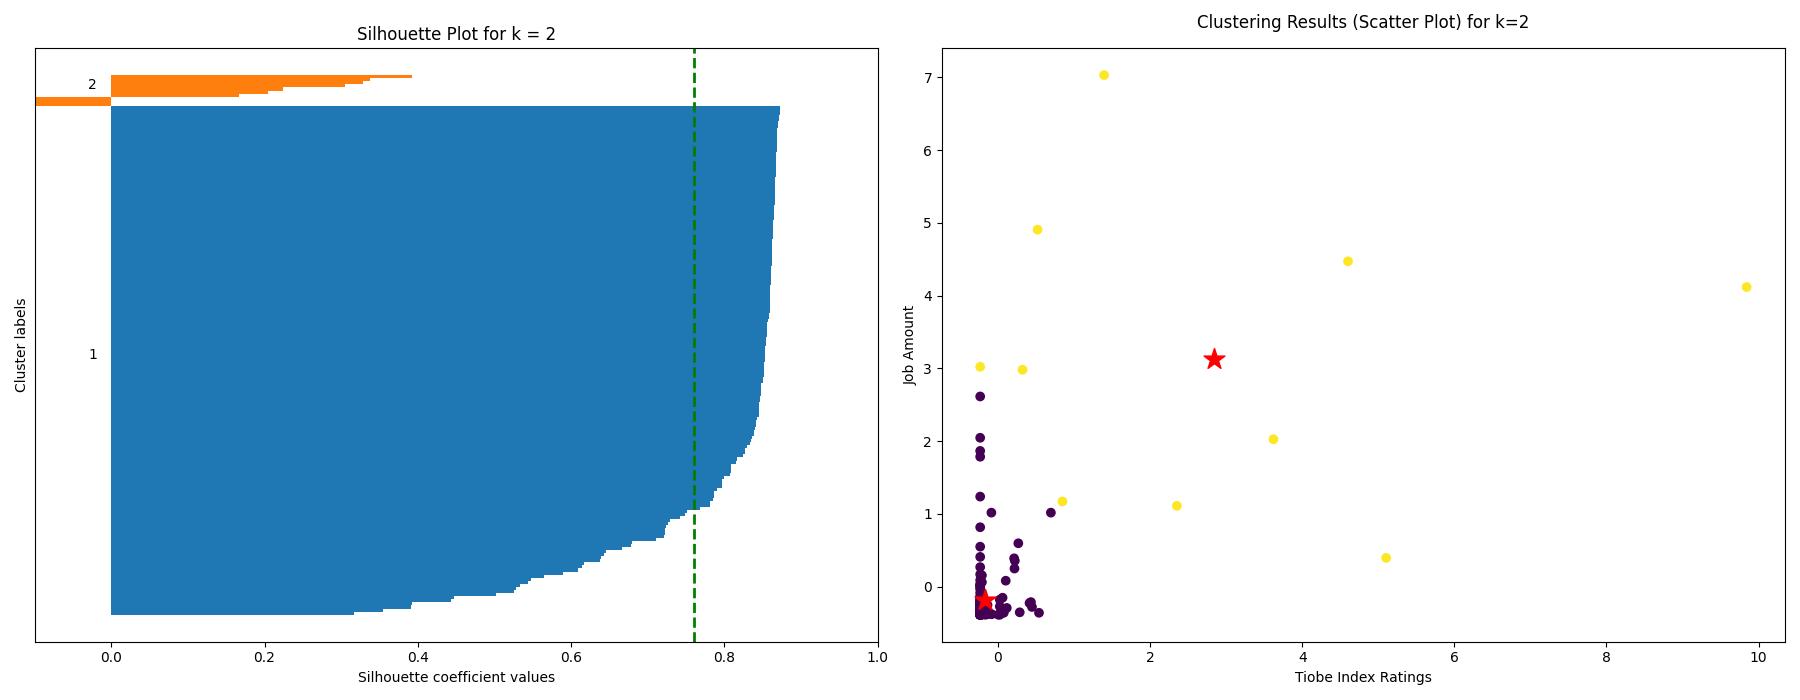 Silhouette Plot for k = 2
Cluster labels
2
1
0.0 0.2 0.4 0.6 0.8 1.0
Silhouette coefficient values
Clustering Results (Scatter Plot) for k=2
Job Amount
7
6
5
4
3
2
1
0
0 2 4 6 8 10
Tiobe Index Ratings